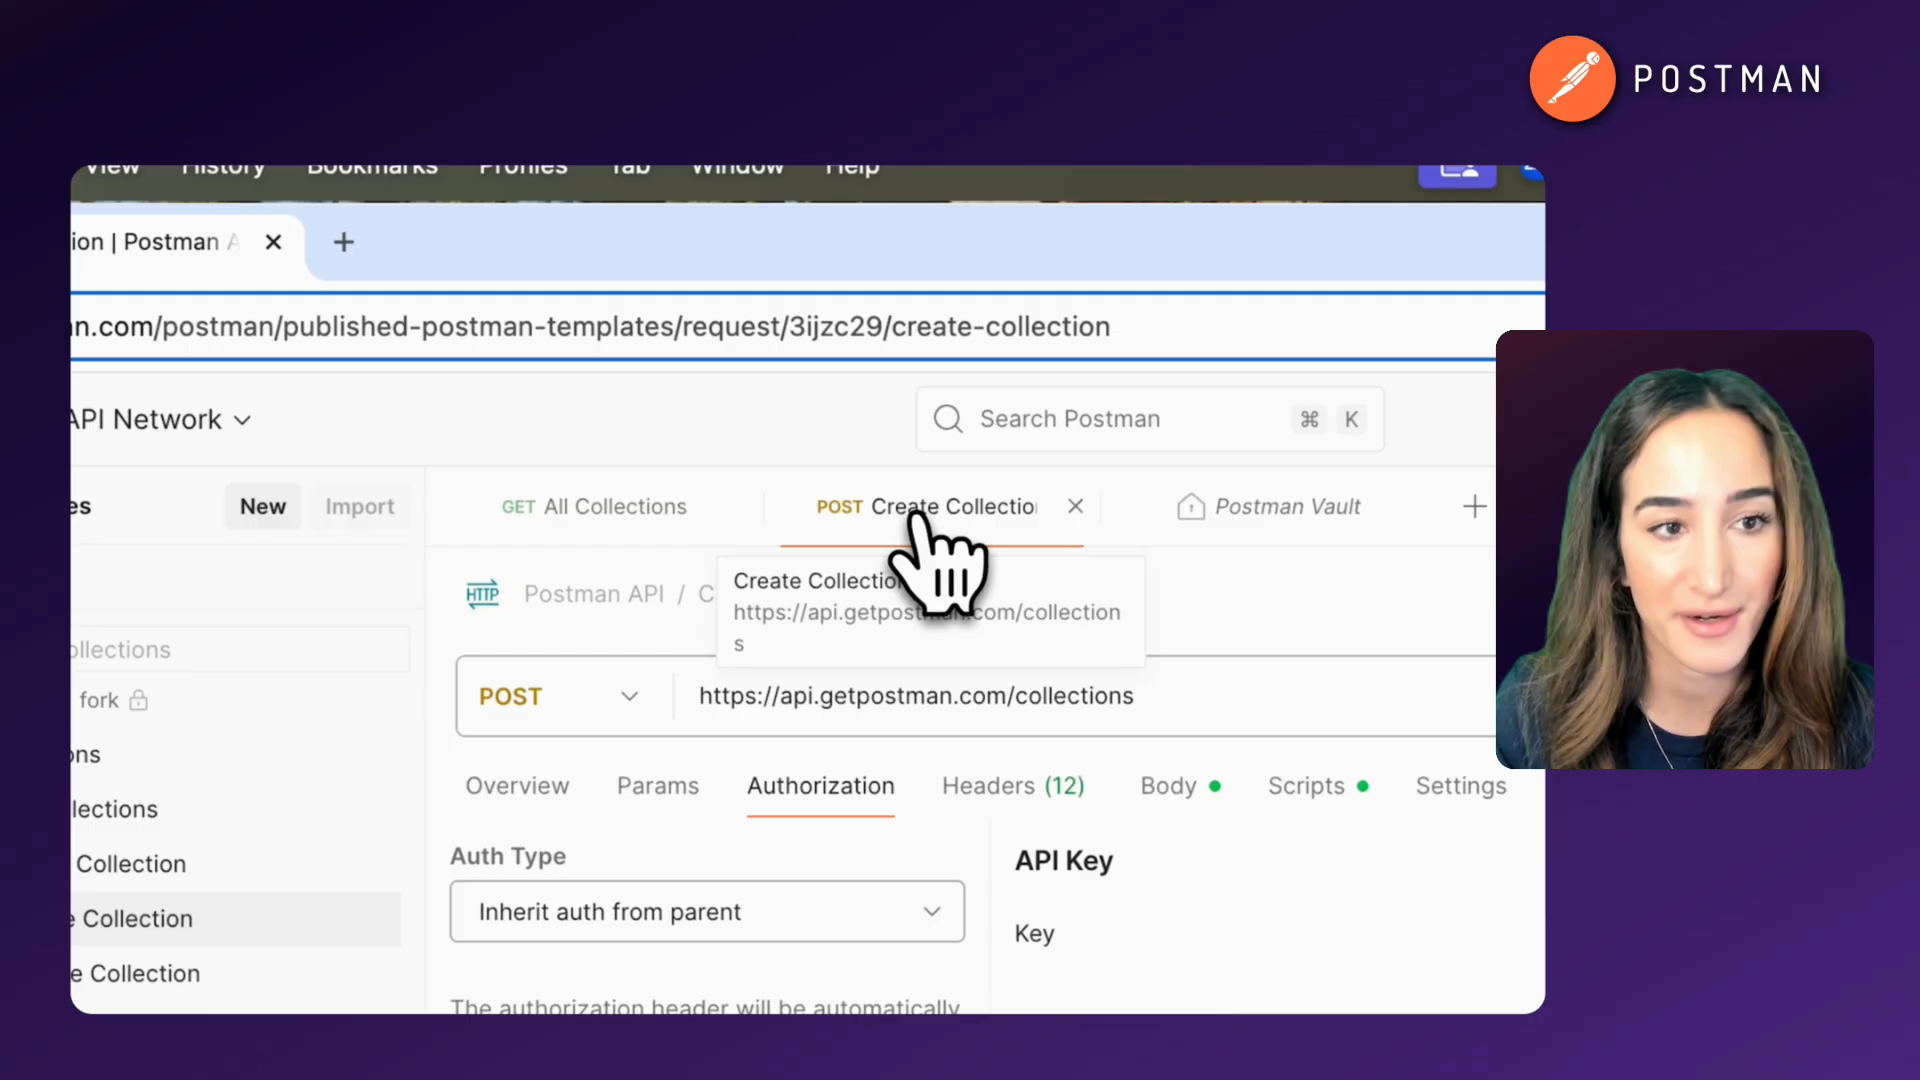 POSTMAN
View History Bookmarks Profiles Tab Window Help
ion | Postman A
n.com/postman/published-postman-templates/request/3ijzc29/create-collection
API Network
Search Postman ⌘ K
es New Import
GET All Collections
POST Create Collectio
Postman Vault
HTTP Postman API / C
Create Collectio
https://api.getpostman.com/collection
s
ollections
fork
POST https://api.getpostman.com/collections
ons
lections
Collection
e Collection
e Collection
Overview Params Authorization Headers (12) Body Scripts Settings
Auth Type
Inherit auth from parent
The authorization header will be automatically
API Key
Key